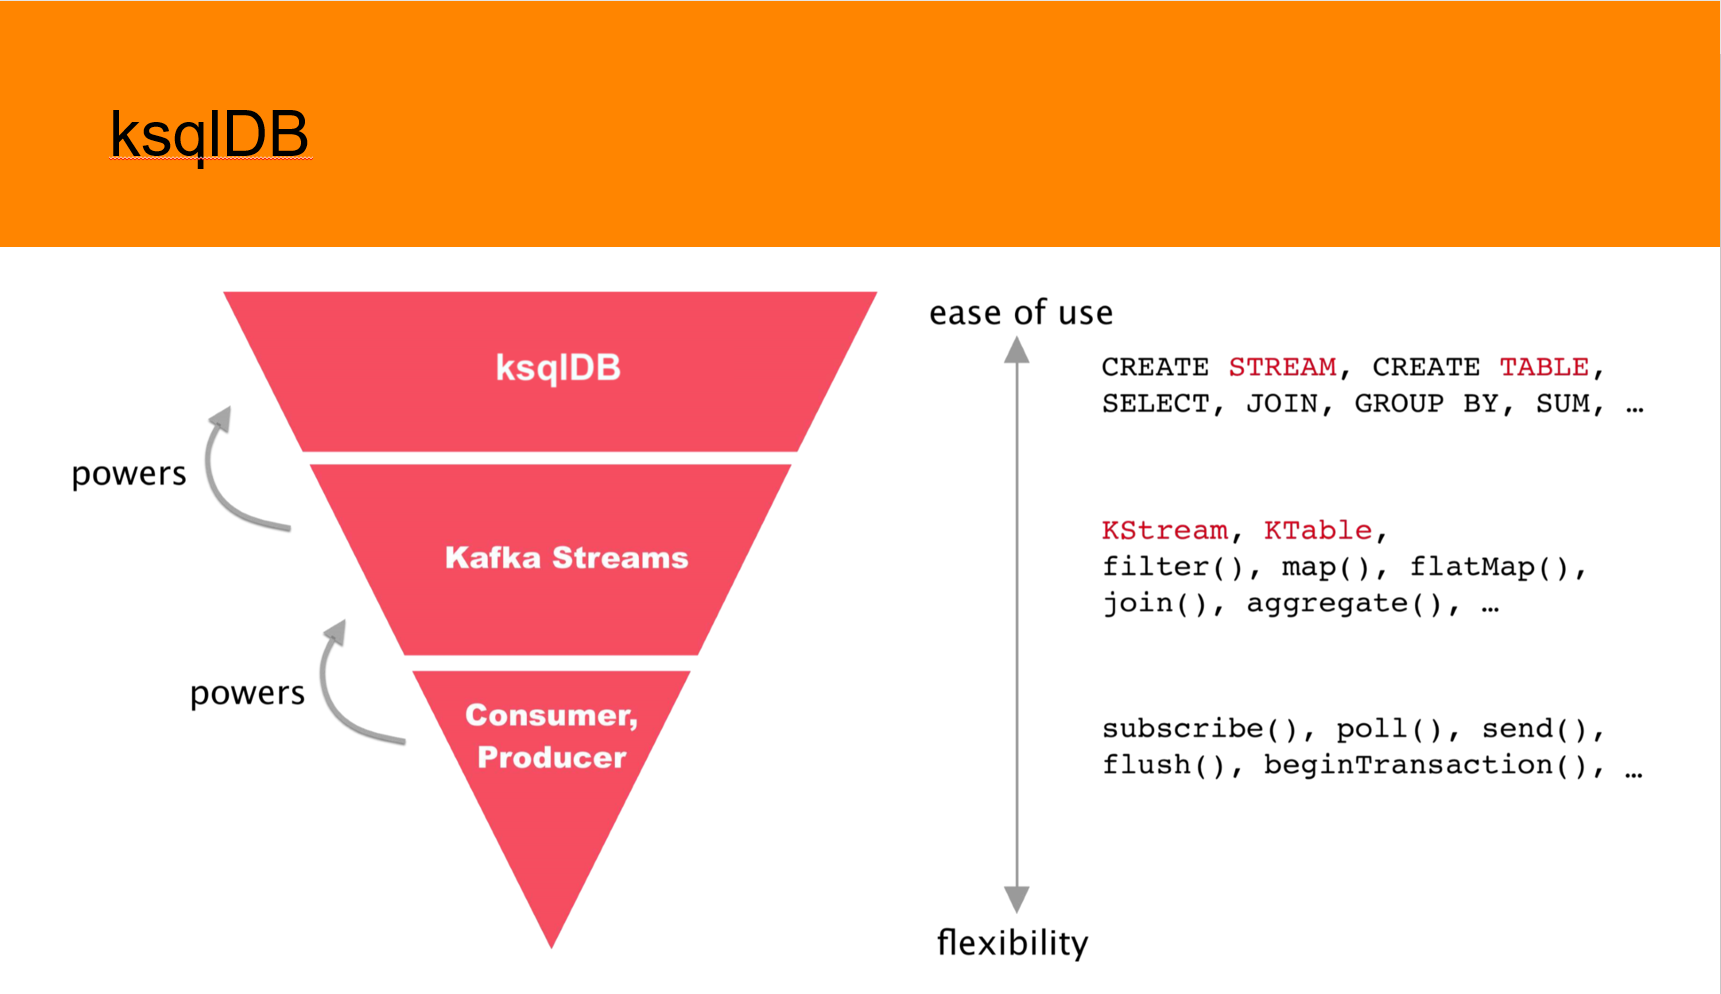 ksqlDB
ksqlDB
powers
Kafka Streams
powers
Consumer,
Producer
ease of use
CREATE STREAM, CREATE TABLE,
SELECT, JOIN, GROUP BY, SUM, …
KStream, KTable,
filter(), map(), flatMap(),
join(), aggregate(), …
subscribe(), poll(), send(),
flush(), beginTransaction(), …
flexibility